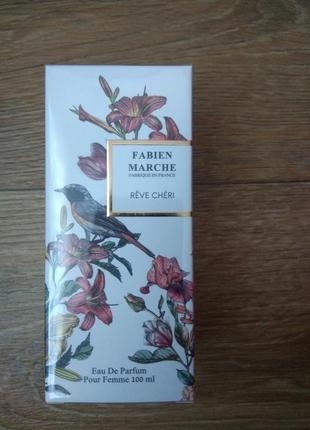 FABIEN
MARCHE
FABRIQUE EN FRANCE
RÊVE CHÉRI
Eau De Parfum
Pour Femme 100 ml